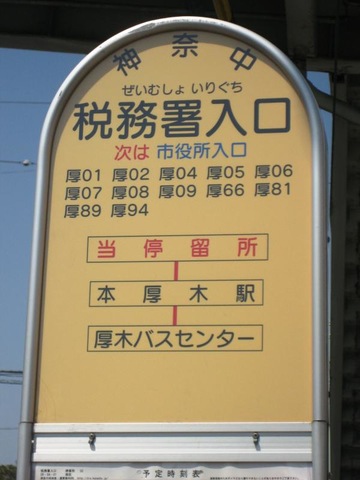 神奈中
ぜいむしょ いりぐち
税務署入口
次は 市役所入口
厚01 厚02 厚04 厚05 厚06
厚07 厚08 厚09 厚66 厚81
厚89 厚94
当停留所
本厚木駅
厚木バスセンター
予定時刻表